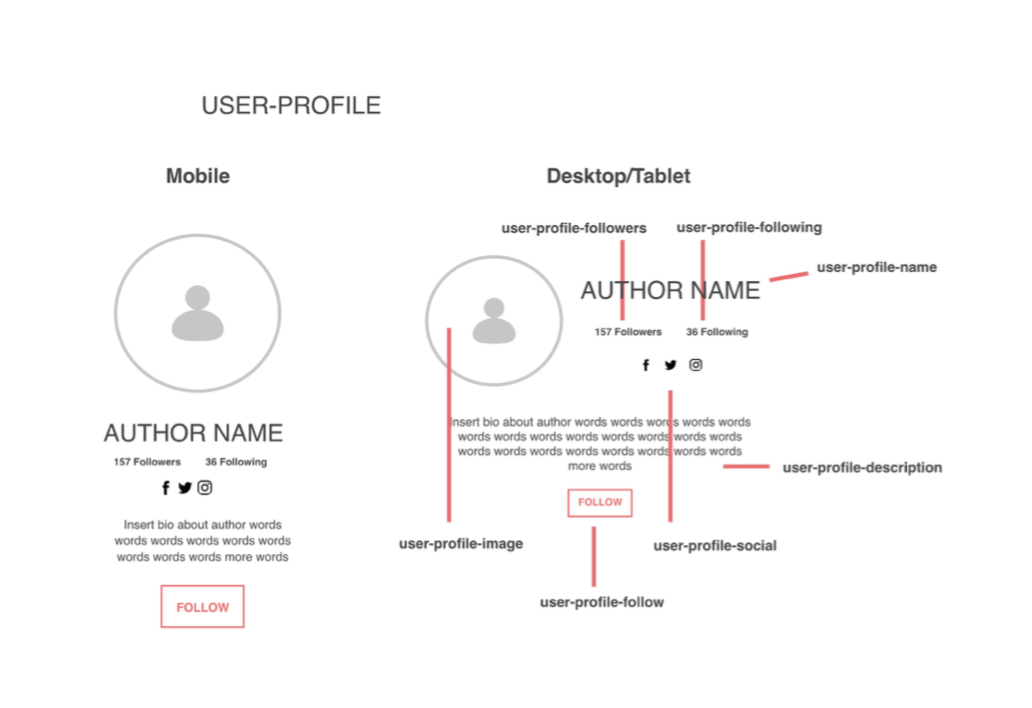 USER-PROFILE
Mobile
AUTHOR NAME
157 Followers 36 Following
Insert bio about author words
words words words words words
words words words more words
FOLLOW
Desktop/Tablet
user-profile-followers
user-profile-following
user-profile-name
AUTHOR NAME
157 Followers 36 Following
Insert bio about author words words words words words
words words words words words words words words
words words words words words words words words
more words
user-profile-description
FOLLOW
user-profile-image
user-profile-social
user-profile-follow